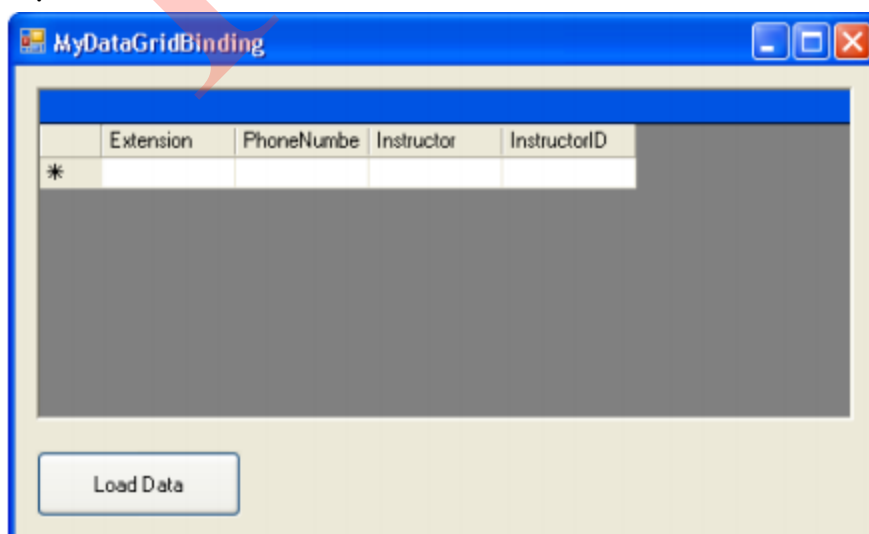 MyDataGridBinding
Extension PhoneNumbe Instructor InstructorID
Load Data